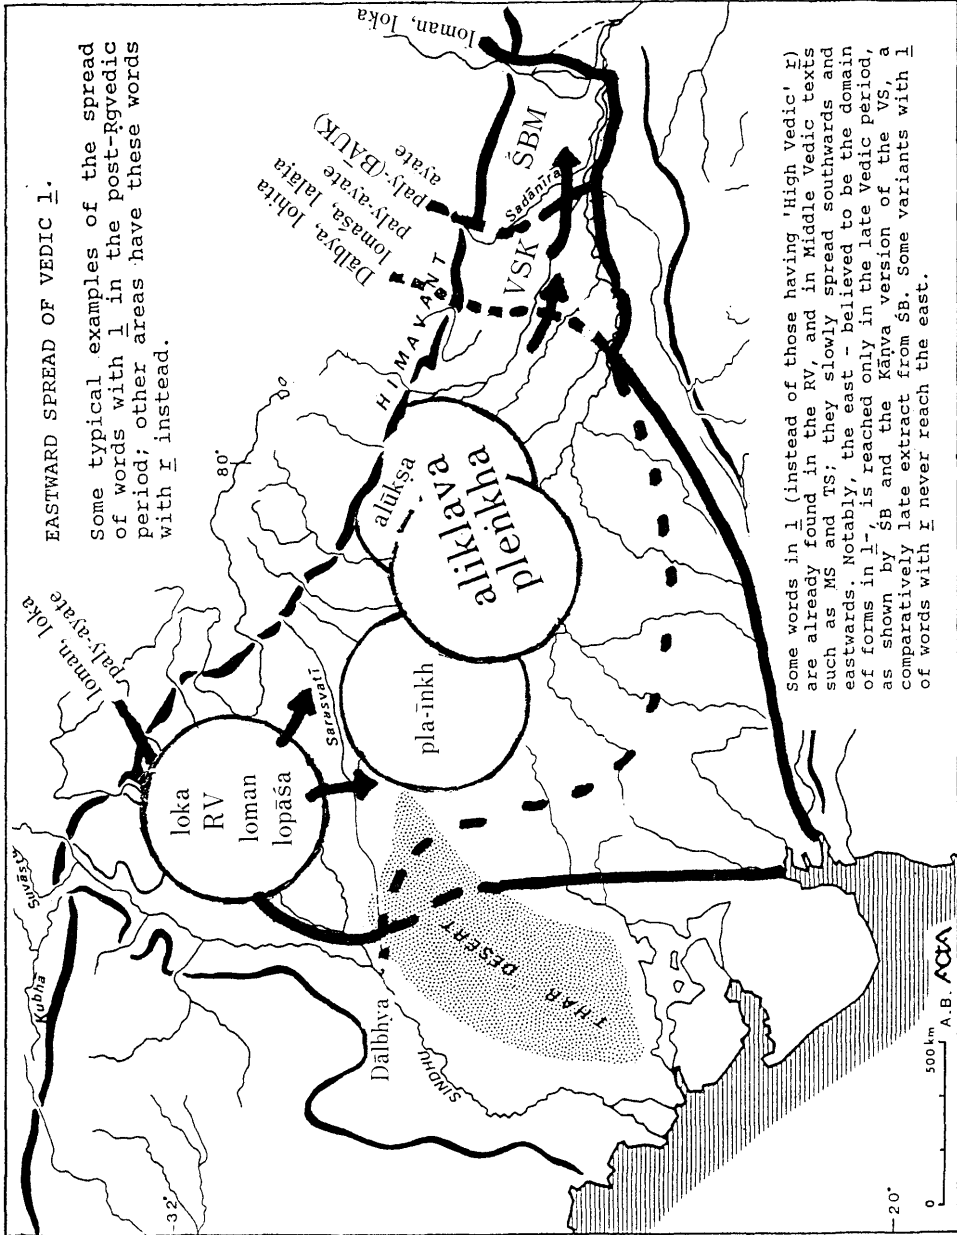 EASTWARD SPREAD OF VEDIC l.
Some typical examples of the spread
of words with l in the post-Ṛgvedic
period; other areas have these words
with r instead.
loman, loka
paly-ayate
Dālbya, lohita
lomaśa, lalāṭa
paly-ayate
paly-(BĀUK)
ayate
loman, loka
Suvāstu
Kubha
80°
32°
20°
HIMAVANT
loka
RV
loman
lopāśa
Sarasvatī
pla-īnkh
alūkṣa
aliklava
plenkha
VSK
ŚBM
Sadānīra
Dālbhya
SINDHU
THAR DESERT
Some words in l (instead of those having 'High Vedic' r)
are already found in the RV, and in Middle Vedic texts
such as MS and TS; they slowly spread southwards and
eastwards. Notably, the east - believed to be the domain
of forms in l-, is reached only in the late Vedic period,
as shown by ŚB and the Kāṇva version of the VS, a
comparatively late extract from ŚB. Some variants with l
of words with r never reach the east.
0 500 km
A.B. ACTA